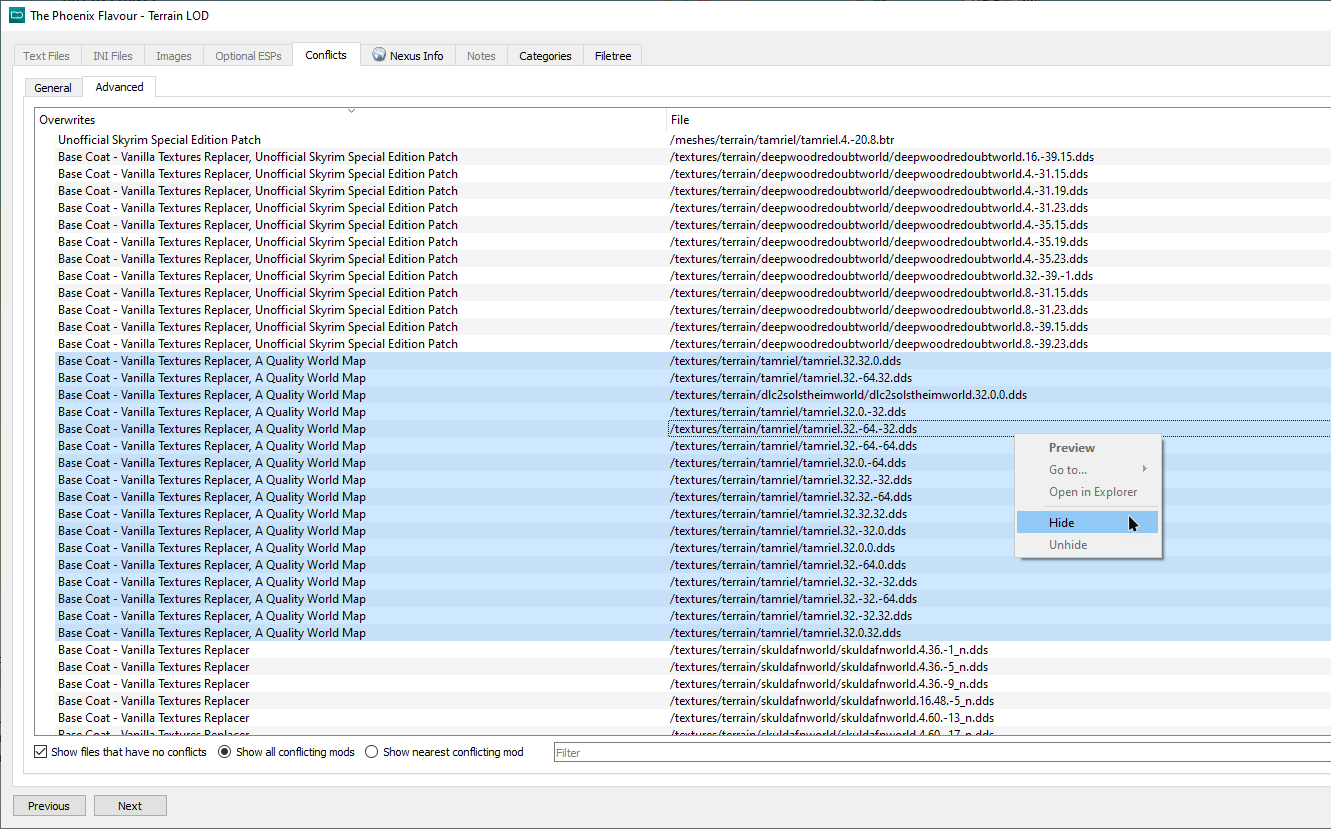 The Phoenix Flavour - Terrain LOD
Text Files INI Files Images Optional ESPs Conflicts Nexus Info Notes Categories Filetree
General Advanced
Overwrites File
Unofficial Skyrim Special Edition Patch /meshes/terrain/tamriel/tamriel.4.-20.8.btr
Base Coat - Vanilla Textures Replacer, Unofficial Skyrim Special Edition Patch /textures/terrain/deepwoodredoubtworld/deepwoodredoubtworld.16.-39.15.dds
Base Coat - Vanilla Textures Replacer, Unofficial Skyrim Special Edition Patch /textures/terrain/deepwoodredoubtworld/deepwoodredoubtworld.4.-31.15.dds
Base Coat - Vanilla Textures Replacer, Unofficial Skyrim Special Edition Patch /textures/terrain/deepwoodredoubtworld/deepwoodredoubtworld.4.-31.19.dds
Base Coat - Vanilla Textures Replacer, Unofficial Skyrim Special Edition Patch /textures/terrain/deepwoodredoubtworld/deepwoodredoubtworld.4.-31.23.dds
Base Coat - Vanilla Textures Replacer, Unofficial Skyrim Special Edition Patch /textures/terrain/deepwoodredoubtworld/deepwoodredoubtworld.4.-35.15.dds
Base Coat - Vanilla Textures Replacer, Unofficial Skyrim Special Edition Patch /textures/terrain/deepwoodredoubtworld/deepwoodredoubtworld.4.-35.19.dds
Base Coat - Vanilla Textures Replacer, Unofficial Skyrim Special Edition Patch /textures/terrain/deepwoodredoubtworld/deepwoodredoubtworld.4.-35.23.dds
Base Coat - Vanilla Textures Replacer, Unofficial Skyrim Special Edition Patch /textures/terrain/deepwoodredoubtworld/deepwoodredoubtworld.32.-39.-1.dds
Base Coat - Vanilla Textures Replacer, Unofficial Skyrim Special Edition Patch /textures/terrain/deepwoodredoubtworld/deepwoodredoubtworld.8.-31.15.dds
Base Coat - Vanilla Textures Replacer, Unofficial Skyrim Special Edition Patch /textures/terrain/deepwoodredoubtworld/deepwoodredoubtworld.8.-31.23.dds
Base Coat - Vanilla Textures Replacer, Unofficial Skyrim Special Edition Patch /textures/terrain/deepwoodredoubtworld/deepwoodredoubtworld.8.-39.15.dds
Base Coat - Vanilla Textures Replacer, Unofficial Skyrim Special Edition Patch /textures/terrain/deepwoodredoubtworld/deepwoodredoubtworld.8.-39.23.dds
Base Coat - Vanilla Textures Replacer, A Quality World Map /textures/terrain/tamriel/tamriel.32.32.0.dds
Base Coat - Vanilla Textures Replacer, A Quality World Map /textures/terrain/tamriel/tamriel.32.-64.32.dds
Base Coat - Vanilla Textures Replacer, A Quality World Map /textures/terrain/dlc2solstheimworld/dlc2solstheimworld.32.0.0.dds
Base Coat - Vanilla Textures Replacer, A Quality World Map /textures/terrain/tamriel/tamriel.32.0.-32.dds
Base Coat - Vanilla Textures Replacer, A Quality World Map /textures/terrain/tamriel/tamriel.32.-64.-32.dds
Base Coat - Vanilla Textures Replacer, A Quality World Map /textures/terrain/tamriel/tamriel.32.-64.-64.dds
Base Coat - Vanilla Textures Replacer, A Quality World Map /textures/terrain/tamriel/tamriel.32.0.-64.dds
Base Coat - Vanilla Textures Replacer, A Quality World Map /textures/terrain/tamriel/tamriel.32.32.-32.dds
Base Coat - Vanilla Textures Replacer, A Quality World Map /textures/terrain/tamriel/tamriel.32.32.-64.dds
Base Coat - Vanilla Textures Replacer, A Quality World Map /textures/terrain/tamriel/tamriel.32.32.32.dds
Base Coat - Vanilla Textures Replacer, A Quality World Map /textures/terrain/tamriel/tamriel.32.-32.0.dds
Base Coat - Vanilla Textures Replacer, A Quality World Map /textures/terrain/tamriel/tamriel.32.0.0.dds
Base Coat - Vanilla Textures Replacer, A Quality World Map /textures/terrain/tamriel/tamriel.32.-64.0.dds
Base Coat - Vanilla Textures Replacer, A Quality World Map /textures/terrain/tamriel/tamriel.32.-32.-32.dds
Base Coat - Vanilla Textures Replacer, A Quality World Map /textures/terrain/tamriel/tamriel.32.-32.-64.dds
Base Coat - Vanilla Textures Replacer, A Quality World Map /textures/terrain/tamriel/tamriel.32.-32.32.dds
Base Coat - Vanilla Textures Replacer, A Quality World Map /textures/terrain/tamriel/tamriel.32.0.32.dds
Base Coat - Vanilla Textures Replacer /textures/terrain/skuldafnworld/skuldafnworld.4.36.-1_n.dds
Base Coat - Vanilla Textures Replacer /textures/terrain/skuldafnworld/skuldafnworld.4.36.-5_n.dds
Base Coat - Vanilla Textures Replacer /textures/terrain/skuldafnworld/skuldafnworld.4.36.-9_n.dds
Base Coat - Vanilla Textures Replacer /textures/terrain/skuldafnworld/skuldafnworld.16.48.-5_n.dds
Base Coat - Vanilla Textures Replacer /textures/terrain/skuldafnworld/skuldafnworld.4.60.-13_n.dds
Base Coat - Vanilla Textures Replacer /textures/terrain/skuldafnworld/skuldafnworld.4.60.-17_n.dds
Preview
Go to...
Open in Explorer
Hide
Unhide
Show files that have no conflicts Show all conflicting mods Show nearest conflicting mod Filter
Previous Next